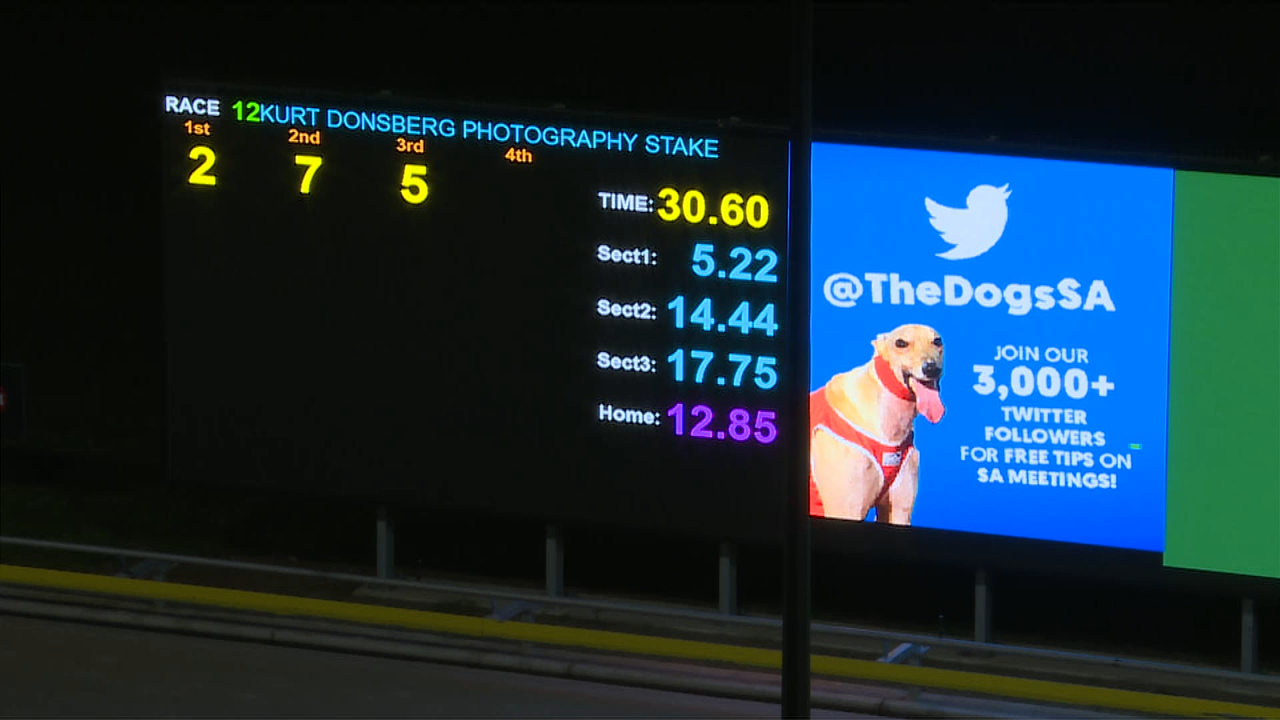 RACE 12KURT DONSBERG PHOTOGRAPHY STAKE
1st 2nd 3rd 4th
2 7 5
TIME: 30.60
Sect1: 5.22
Sect2: 14.44
Sect3: 17.75
Home: 12.85
@TheDogsSA
JOIN OUR
3,000+
TWITTER
FOLLOWERS
FOR FREE TIPS ON
SA MEETINGS!